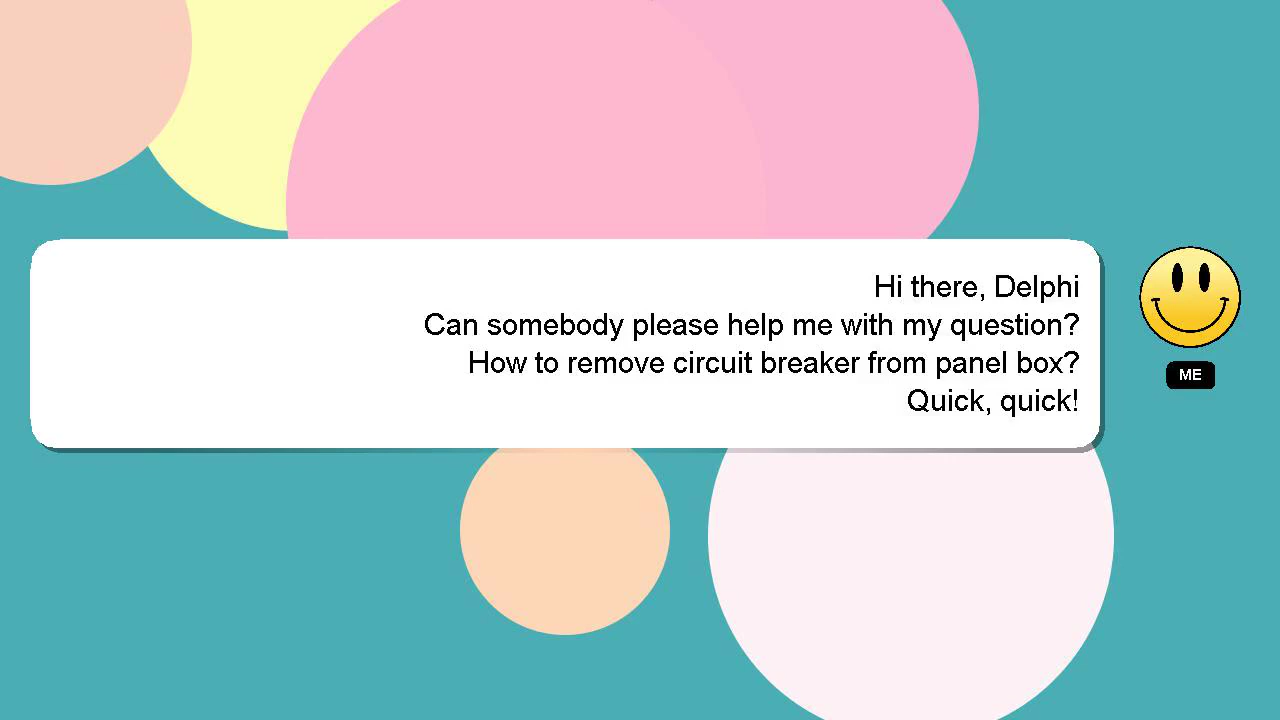 Hi there, Delphi
Can somebody please help me with my question?
How to remove circuit breaker from panel box?
Quick, quick!
ME